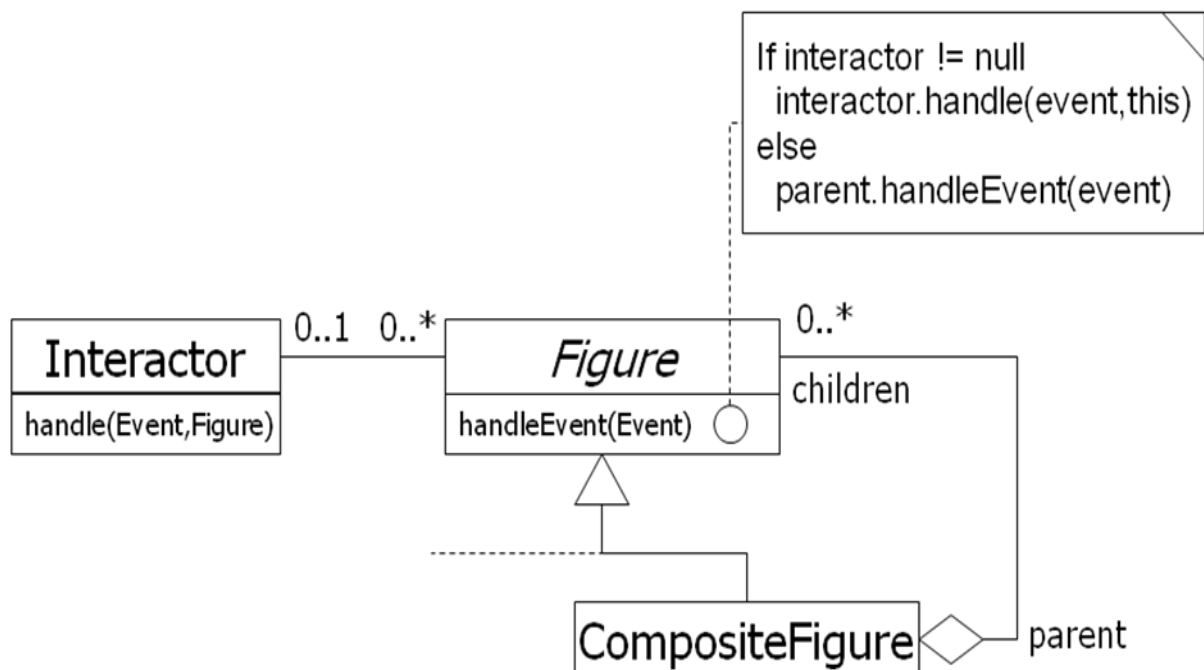 If interactor != null
interactor.handle(event,this)
else
parent.handleEvent(event)
Interactor
handle(Event,Figure)
0..1
0..*
Figure
handleEvent(Event)
0..*
children
CompositeFigure
parent